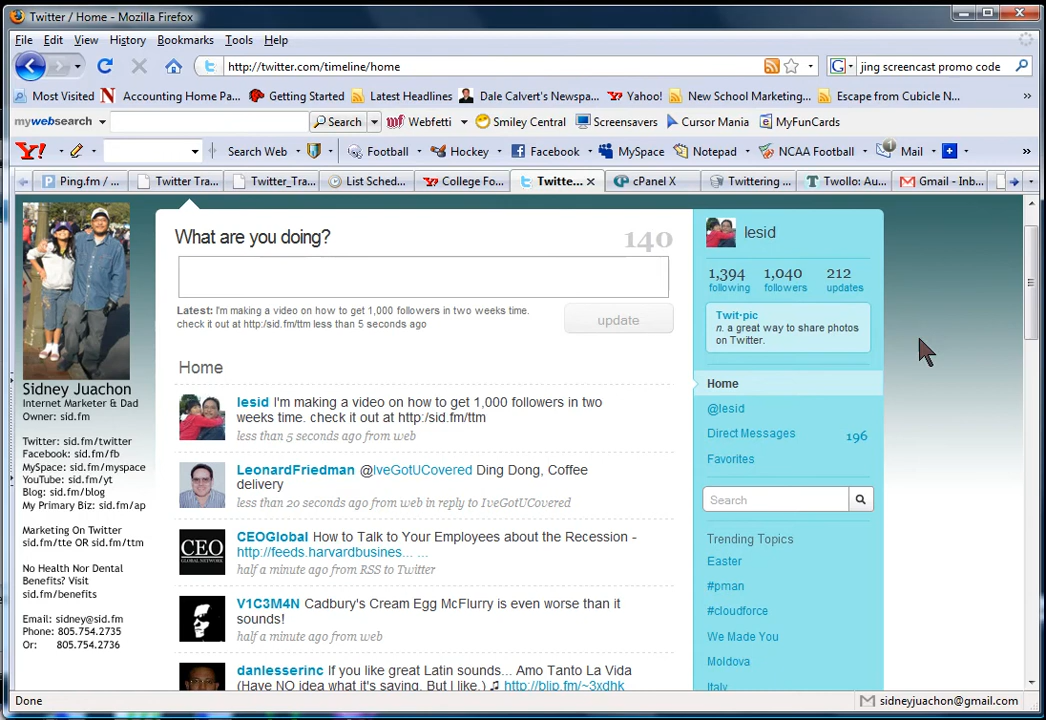 Twitter / Home - Mozilla Firefox
File Edit View History Bookmarks Tools Help
http://twitter.com/timeline/home
jing screencast promo code
Most Visited Accounting Home Pa... Getting Started Latest Headlines Dale Calvert's Newspa... Yahoo! New School Marketing... Escape from Cubicle N... »
mywebsearch Search Webfetti Smiley Central Screensavers Cursor Mania MyFunCards
Y! Search Web Football Hockey Facebook MySpace Notepad NCAA Football Mail »
Ping.fm / ... Twitter Tra... Twitter_Tra... List Sched... College Fo... Twitte... cPanel X Twittering ... Twollo: Au... Gmail - Inb...
What are you doing?
140
Latest: I'm making a video on how to get 1,000 followers in two weeks time.
check it out at http:/sid.fm/ttm less than 5 seconds ago
update
Home
lesid I'm making a video on how to get 1,000 followers in two
weeks time. check it out at http:/sid.fm/ttm
less than 5 seconds ago from web
LeonardFriedman @IveGotUCovered Ding Dong, Coffee
delivery
less than 20 seconds ago from web in reply to IveGotUCovered
CEO
GLOBAL NETWORK
CEOGlobal How to Talk to Your Employees about the Recession -
http://feeds.harvardbusines... ...
half a minute ago from RSS to Twitter
V1C3M4N Cadbury's Cream Egg McFlurry is even worse than it
sounds!
half a minute ago from web
danlesserinc If you like great Latin sounds... Amo Tanto La Vida
(Have NO idea what it's saying. But I like.) ♫ http://blip.fm/~3xdhk
Sidney Juachon
Internet Marketer & Dad
Owner: sid.fm
Twitter: sid.fm/twitter
Facebook: sid.fm/fb
MySpace: sid.fm/myspace
YouTube: sid.fm/yt
Blog: sid.fm/blog
My Primary Biz: sid.fm/ap
Marketing On Twitter
sid.fm/tte OR sid.fm/ttm
No Health Nor Dental
Benefits? Visit
sid.fm/benefits
Email: sidney@sid.fm
Phone: 805.754.2735
Or: 805.754.2736
lesid
1,394 1,040 212
following followers updates
Twit·pic
n. a great way to share photos
on Twitter.
Home
@lesid
Direct Messages 196
Favorites
Search
Trending Topics
Easter
#pman
#cloudforce
We Made You
Moldova
Italy
Done
sidneyjuachon@gmail.com